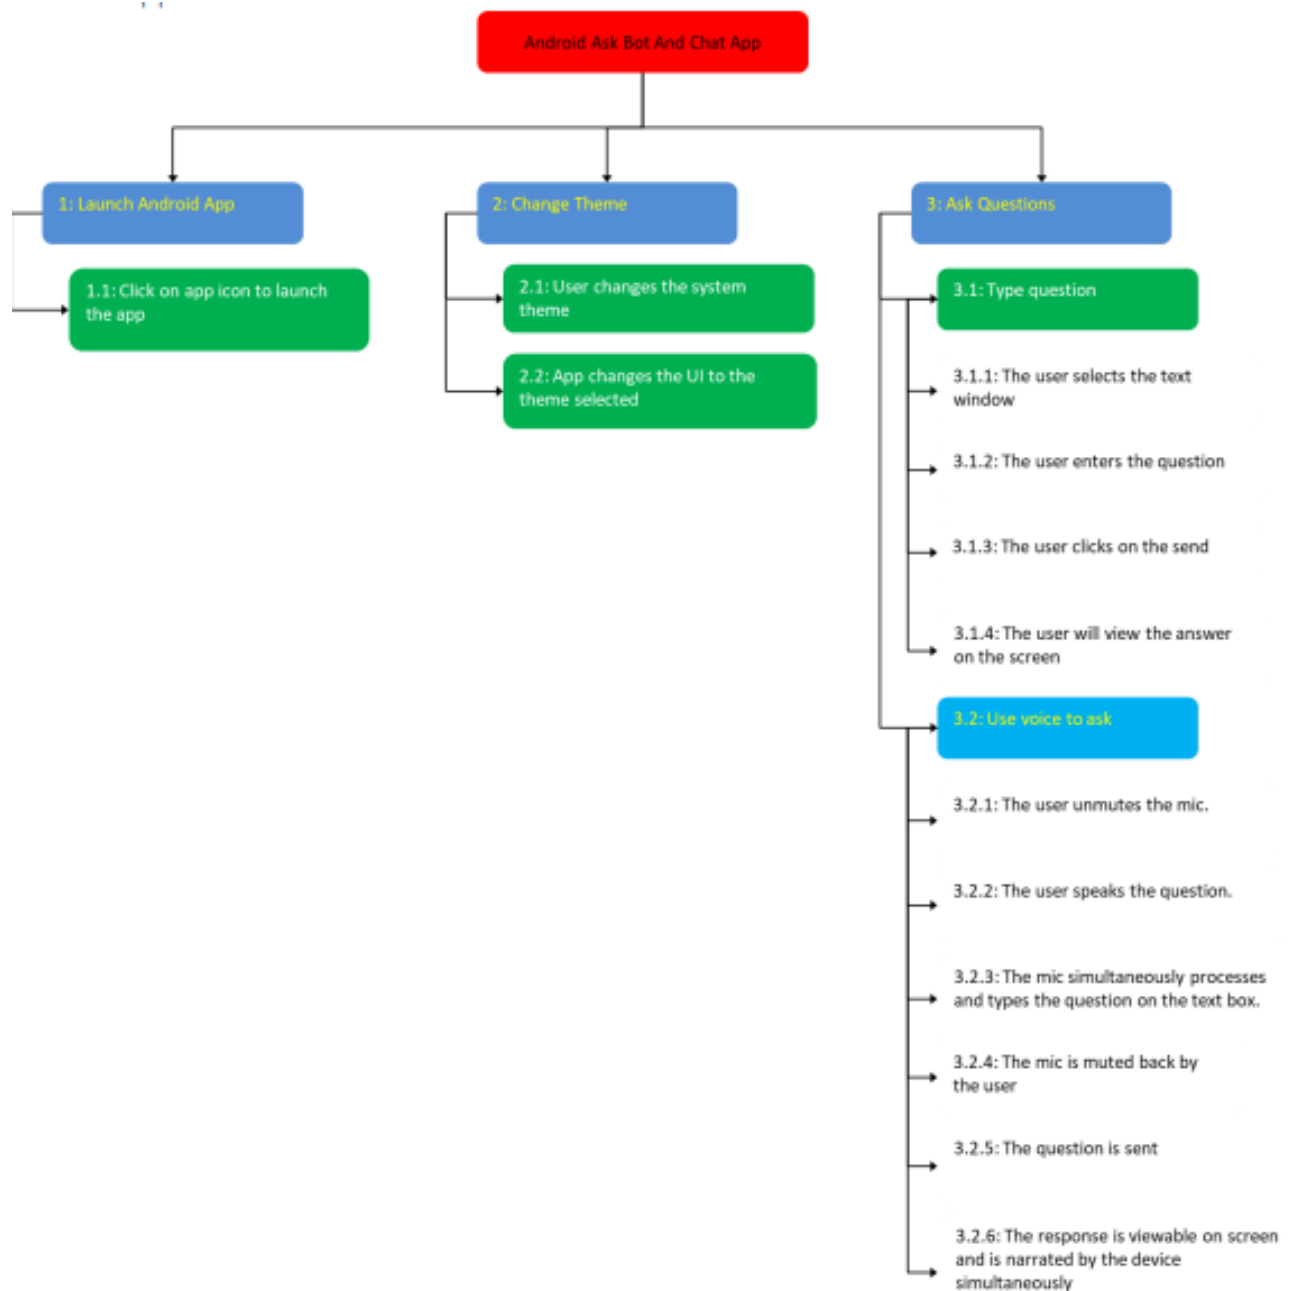 Android Ask Bot And Chat App
1: Launch Android App
1.1: Click on app icon to launch
the app
2: Change Theme
2.1: User changes the system
theme
2.2: App changes the UI to the
theme selected
3: Ask Questions
3.1: Type question
3.1.1: The user selects the text
window
3.1.2: The user enters the question
3.1.3: The user clicks on the send
3.1.4: The user will view the answer
on the screen
3.2: Use voice to ask
3.2.1: The user unmutes the mic.
3.2.2: The user speaks the question.
3.2.3: The mic simultaneously processes
and types the question on the text box.
3.2.4: The mic is muted back by
the user
3.2.5: The question is sent
3.2.6: The response is viewable on screen
and is narrated by the device
simultaneously